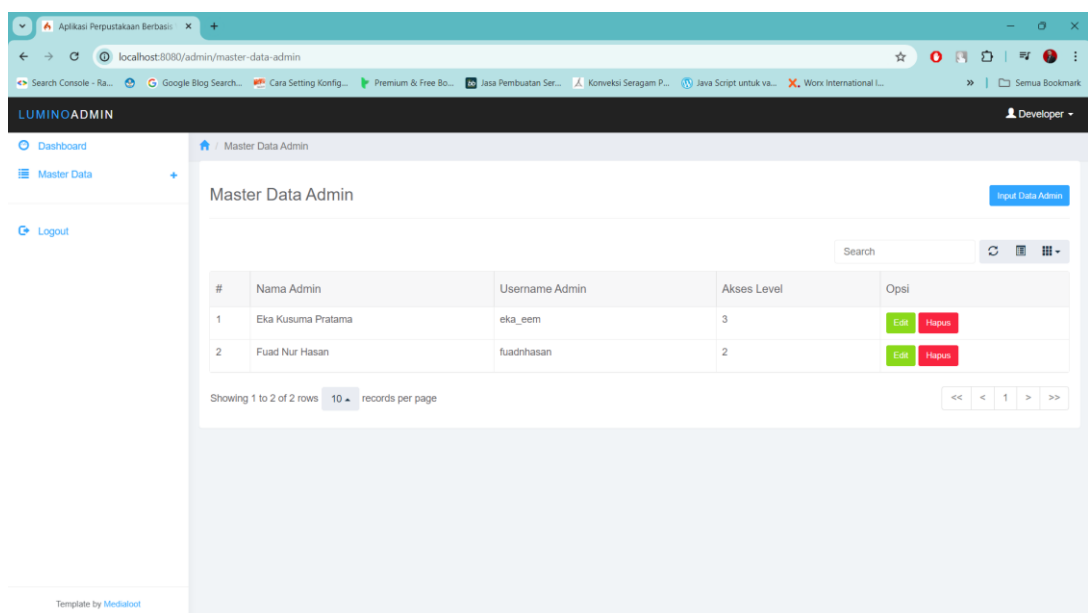 Aplikasi Perpustakaan Berbasis
localhost:8080/admin/master-data-admin
Search Console - Ra... Google Blog Search... Cara Setting Konfig... Premium & Free Bo... Jasa Pembuatan Ser... Konveksi Seragam P... Java Script untuk va... Worx International I... » Semua Bookmark
LUMINOADMIN Developer
Dashboard / Master Data Admin
Master Data +
Master Data Admin Input Data Admin
Logout
Search
# Nama Admin Username Admin Akses Level Opsi
1 Eka Kusuma Pratama eka_eem 3 Edit Hapus
2 Fuad Nur Hasan fuadnhasan 2 Edit Hapus
Showing 1 to 2 of 2 rows 10 records per page << < 1 > >>
Template by Medialoot